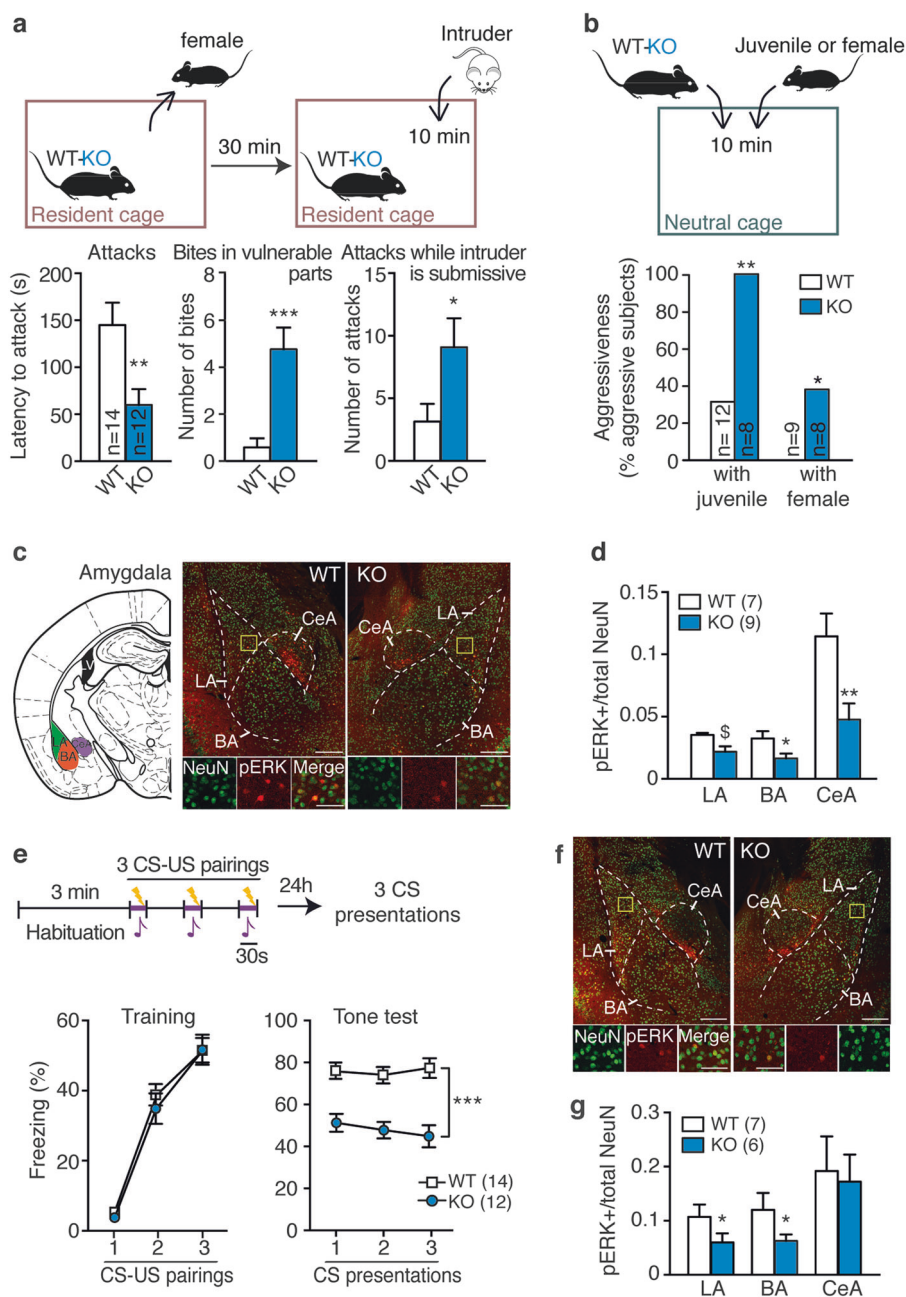 a
female
Intruder
WT-KO
30 min
10 min
WT-KO
Resident cage
Resident cage
Attacks
Bites in vulnerable
parts
Attacks while intruder
is submissive
Latency to attack (s)
200
150
100
50
0
**
n=14
n=12
WT
KO
Number of bites
8
6
4
2
0
***
WT
KO
Number of attacks
15
10
5
0
*
WT
KO
b
WT-KO
Juvenile or female
10 min
Neutral cage
Aggressiveness
(% aggressive subjects)
100
80
60
40
20
0
**
*
WT
KO
n= 12
n=8
n=9
n=8
with
juvenile
with
female
c
Amygdala
LV
BA
WT
KO
CeA
LA
CeA
LA
BA
BA
NeuN
pERK
Merge
d
pERK+/total NeuN
0.15
0.1
0.05
0
WT (7)
KO (9)
$
*
**
LA
BA
CeA
e
3 CS-US pairings
3 min
24h
3 CS
presentations
Habituation
30s
Training
Freezing (%)
60
40
20
0
1
2
3
CS-US pairings
Tone test
100
80
60
40
20
0
***
WT (14)
KO (12)
1
2
3
CS presentations
f
WT
KO
LA
CeA
CeA
LA
BA
BA
NeuN
pERK
Merge
g
pERK+/total NeuN
0.3
0.2
0.1
0
WT (7)
KO (6)
*
*
LA
BA
CeA